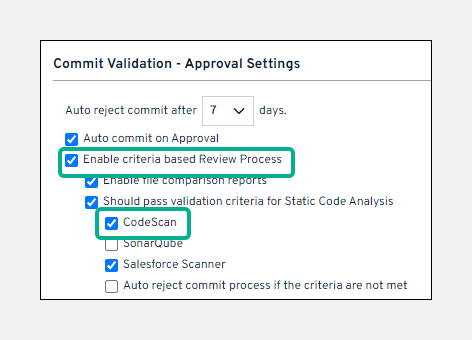 Commit Validation - Approval Settings
Auto reject commit after 7 days.
Auto commit on Approval
Enable criteria based Review Process
Enable file comparison reports
Should pass validation criteria for Static Code Analysis
CodeScan
SonarQube
Salesforce Scanner
Auto reject commit process if the criteria are not met